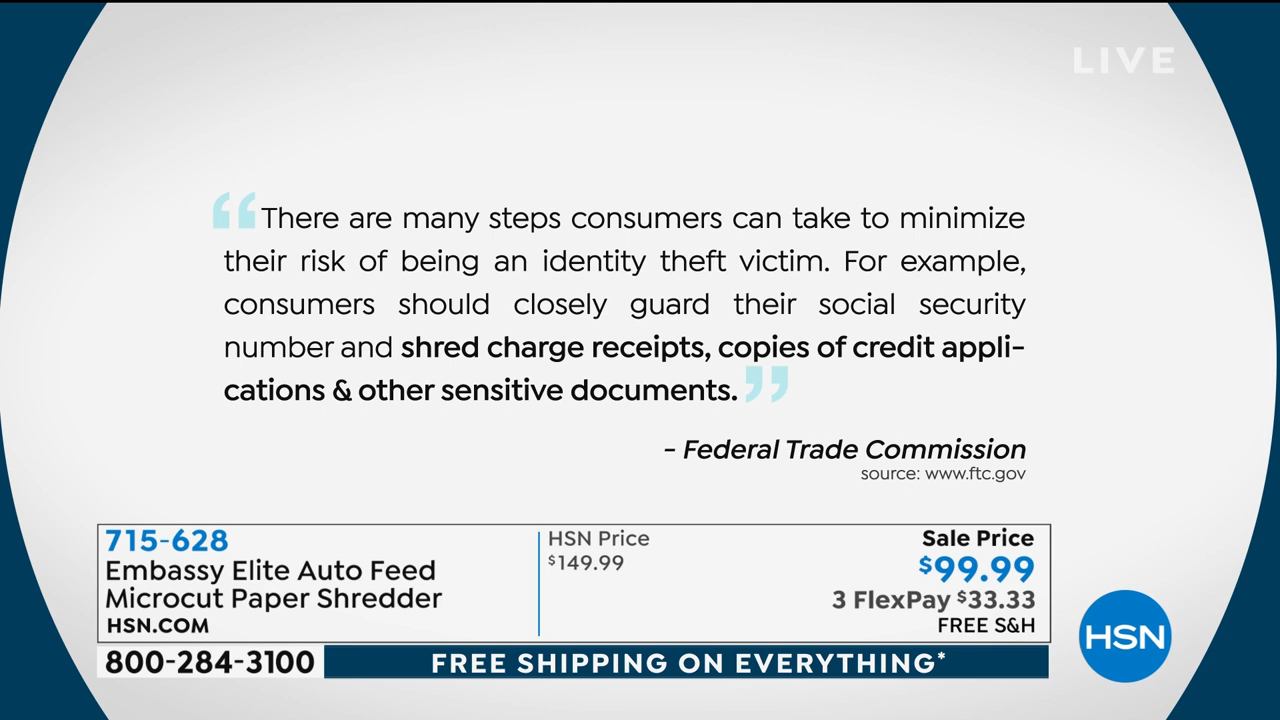 LIVE
“There are many steps consumers can take to minimize
their risk of being an identity theft victim. For example,
consumers should closely guard their social security
number and shred charge receipts, copies of credit appli-
cations & other sensitive documents.”
- Federal Trade Commission
source: www.ftc.gov
715-628
Embassy Elite Auto Feed
Microcut Paper Shredder
HSN.COM
HSN Price
$149.99
Sale Price
$99.99
3 FlexPay $33.33
FREE S&H
800-284-3100
FREE SHIPPING ON EVERYTHING*
HSN